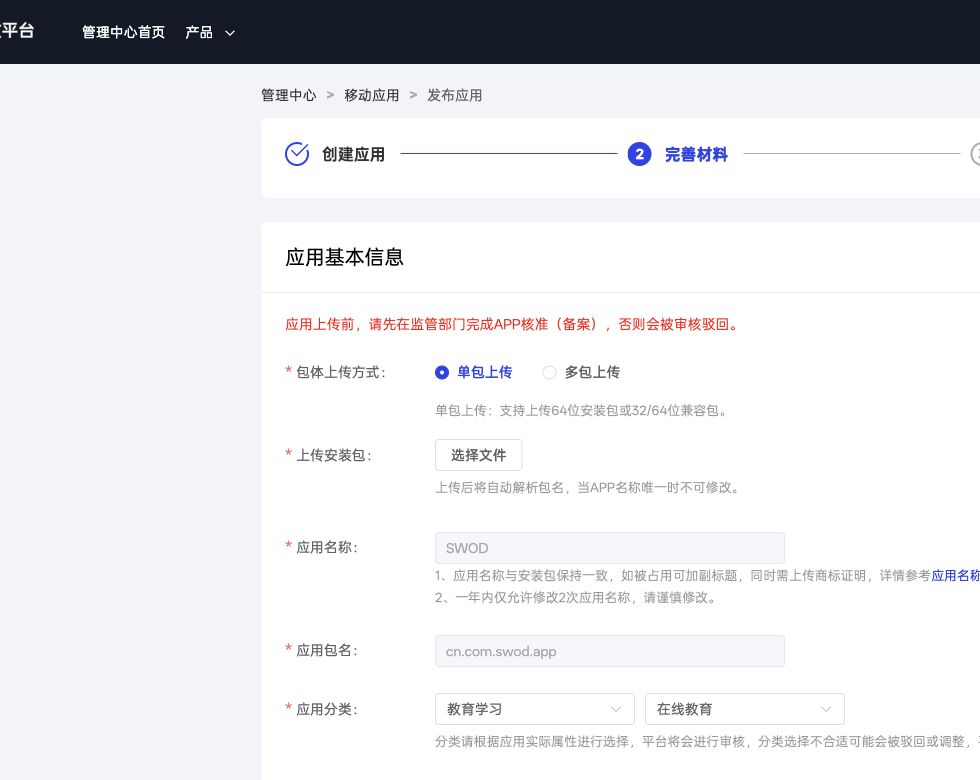 平台 管理中心首页 产品
管理中心 > 移动应用 > 发布应用
创建应用 2 完善材料
应用基本信息
应用上传前，请先在监管部门完成APP核准（备案），否则会被审核驳回。
* 包体上传方式： 单包上传 多包上传
单包上传：支持上传64位安装包或32/64位兼容包。
* 上传安装包： 选择文件
上传后将自动解析包名，当APP名称唯一时不可修改。
* 应用名称： SWOD
1、应用名称与安装包保持一致，如被占用可加副标题，同时需上传商标证明，详情参考应用名称
2、一年内仅允许修改2次应用名称，请谨慎修改。
* 应用包名： cn.com.swod.app
* 应用分类： 教育学习 在线教育
分类请根据应用实际属性进行选择，平台将会进行审核，分类选择不合适可能会被驳回或调整，